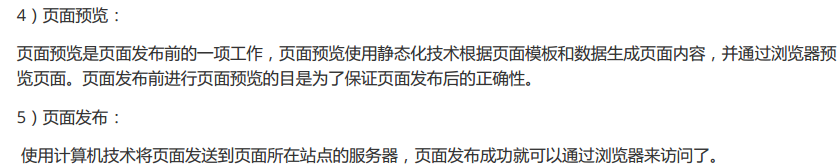 4）页面预览：
页面预览是页面发布前的一项工作，页面预览使用静态化技术根据页面模板和数据生成页面内容，并通过浏览器预
览页面。页面发布前进行页面预览的目是为了保证页面发布后的正确性。
5）页面发布：
使用计算机技术将页面发送到页面所在站点的服务器，页面发布成功就可以通过浏览器来访问了。